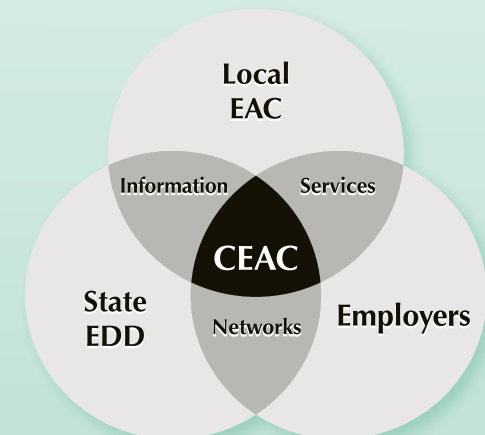 Local
EAC
Information
Services
CEAC
State
EDD
Networks
Employers